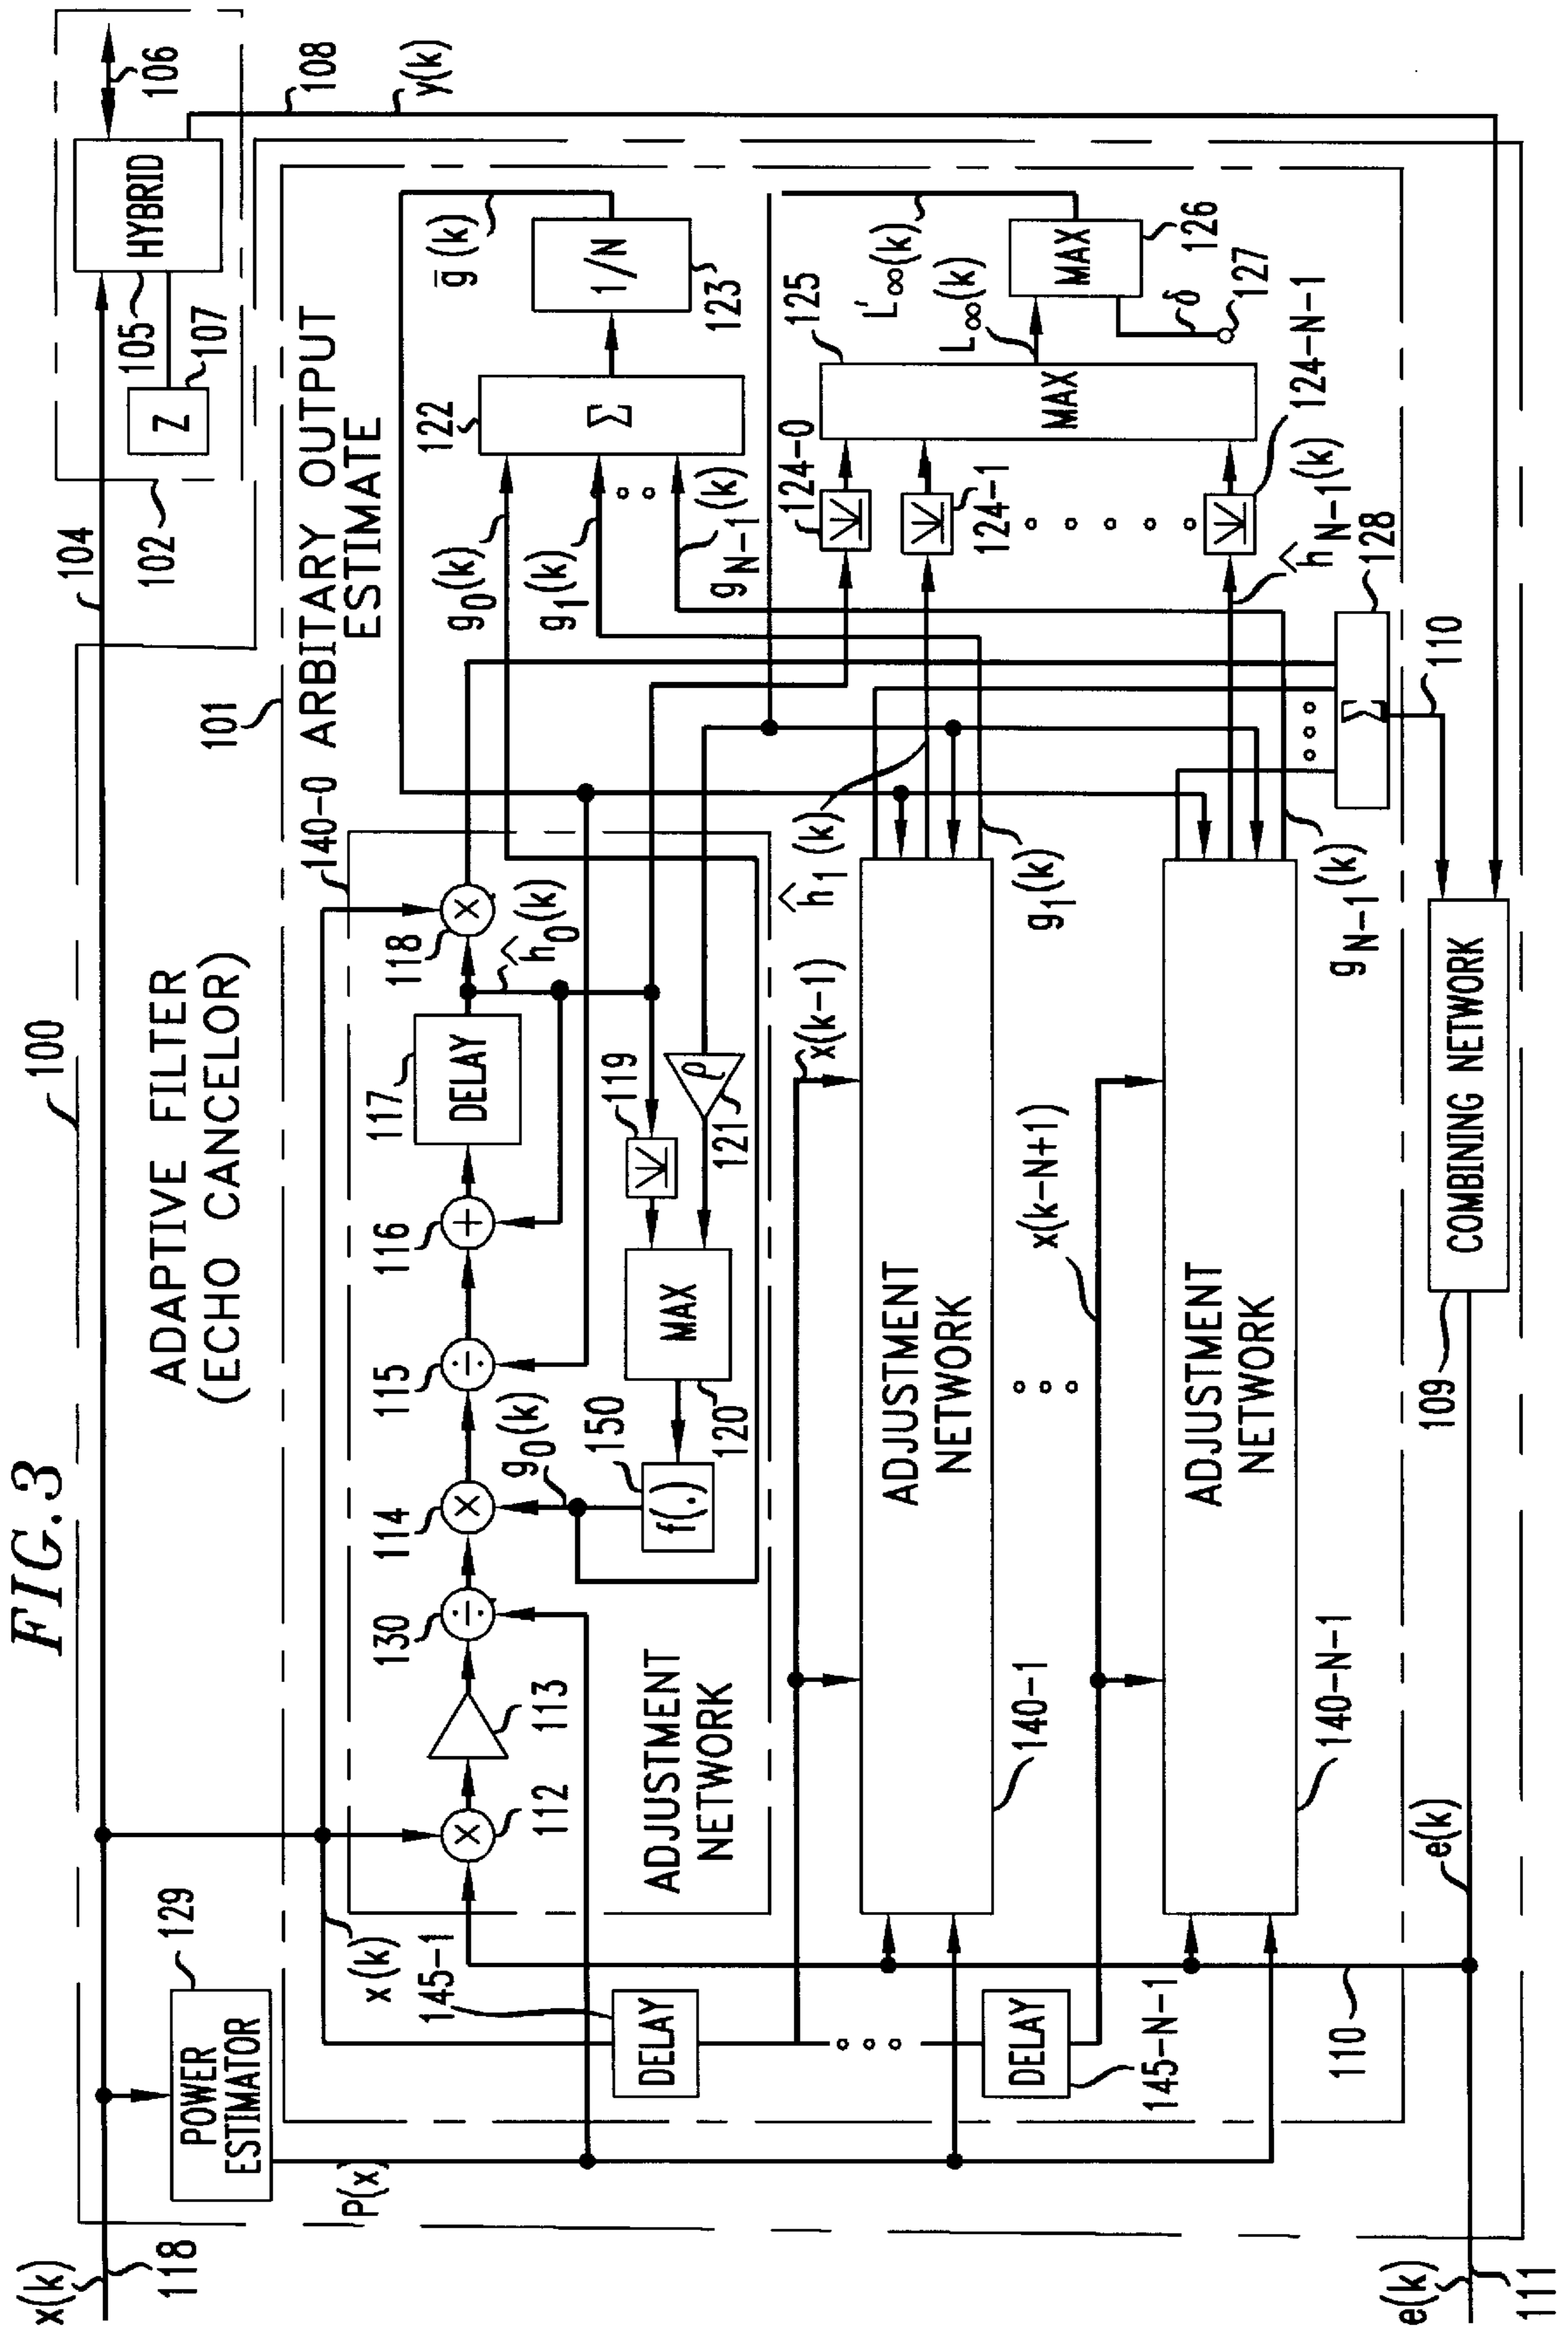 FIG.3
100
ADAPTIVE FILTER
(ECHO CANCELOR)
x(k)
118
104
102
HYBRID
105
106
Z
107
108
y(k)
POWER
ESTIMATOR
129
P(x)
101
140-0
ARBITARY OUTPUT
ESTIMATE
x(k)
×
112
113
÷
130
×
114
÷
115
+
116
DELAY
117
×
118
ĥ0(k)
g0(k)
150
f(.)
MAX
120
119
ρ
121
ADJUSTMENT
NETWORK
g0(k)
g1(k)
gN-1(k)
122
Σ
1/N
123
g̅(k)
124-0
124-1
124-N-1
125
MAX
L∞(k)
L'∞(k)
MAX
126
δ
127
145-1
DELAY
x(k-1)
ADJUSTMENT
NETWORK
140-1
ĥ1(k)
g1(k)
DELAY
145-N-1
x(k-N+1)
ADJUSTMENT
NETWORK
140-N-1
ĥN-1(k)
gN-1(k)
Σ
128
110
110
COMBINING NETWORK
109
e(k)
e(k)
111